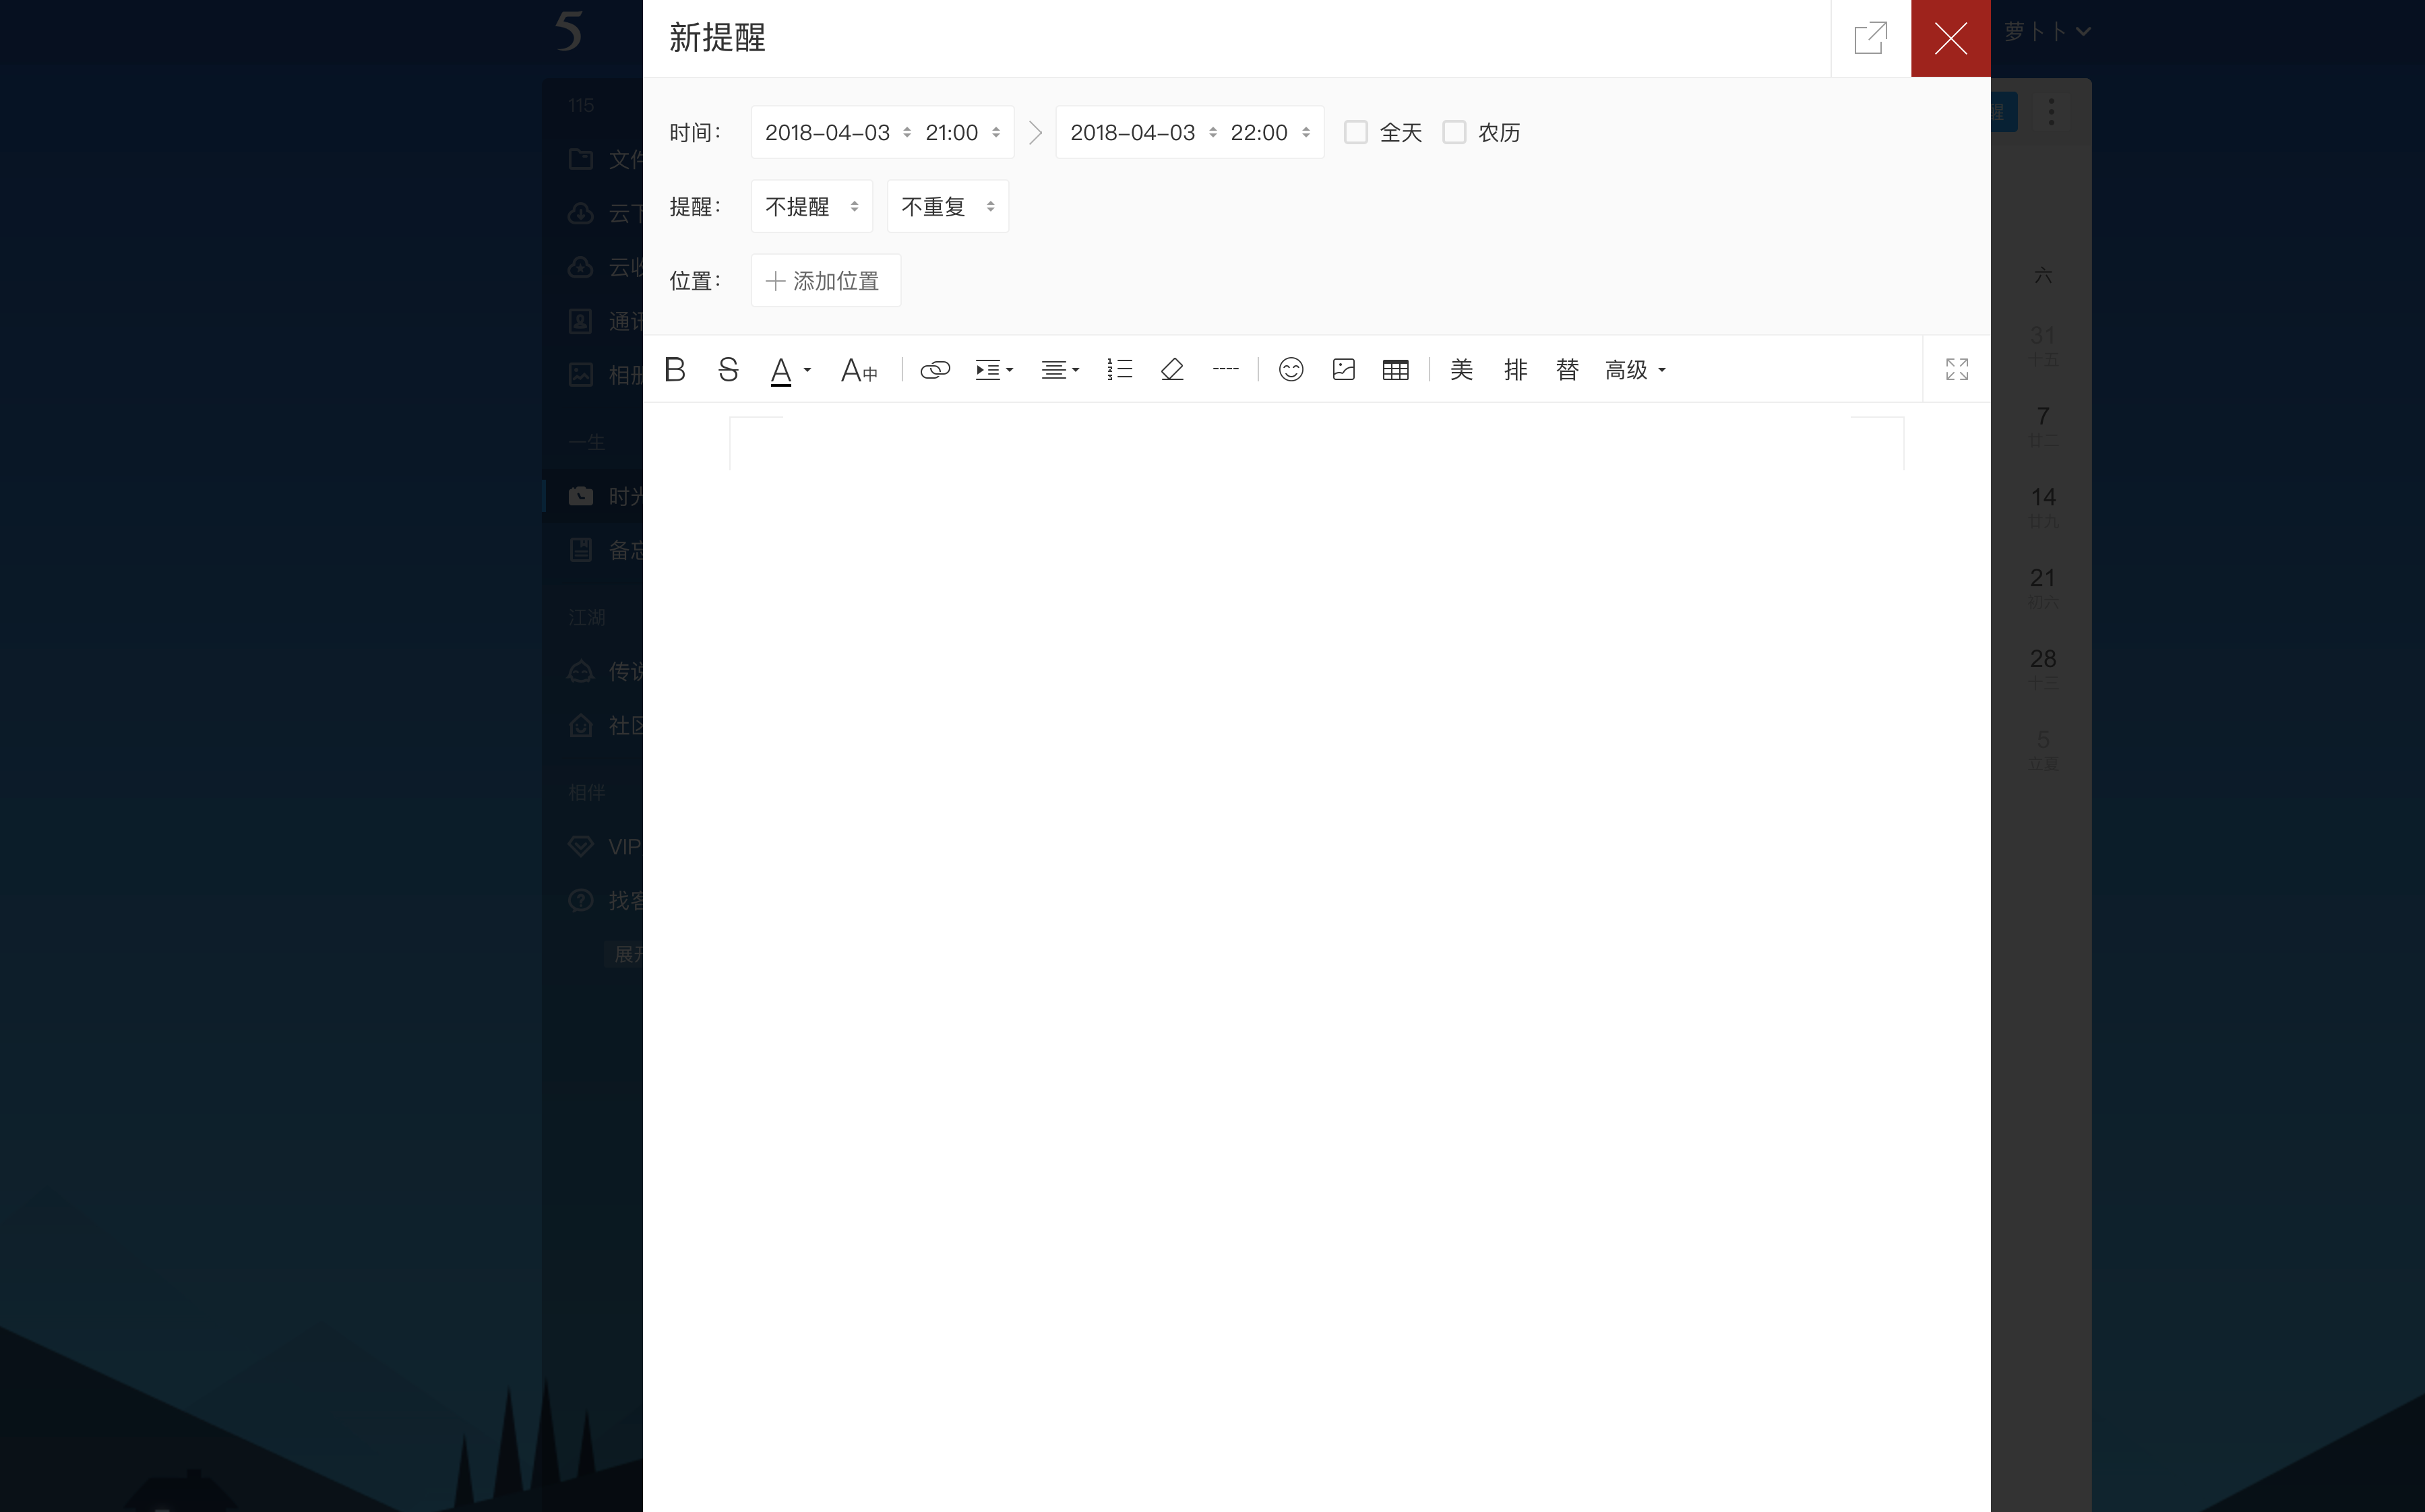 5
新提醒
萝卜卜
115
时间： 2018-04-03 21:00 2018-04-03 22:00 全天 农历
提醒： 不提醒 不重复
位置： 添加位置
B S A A中 美 排 替 高级
文件
云下
云收
通讯
相册
一生
时光
备忘
江湖
传说
社区
相伴
VIP
找客
展开
醒
六
31
十五
7
廿二
14
廿九
21
初六
28
十三
5
立夏